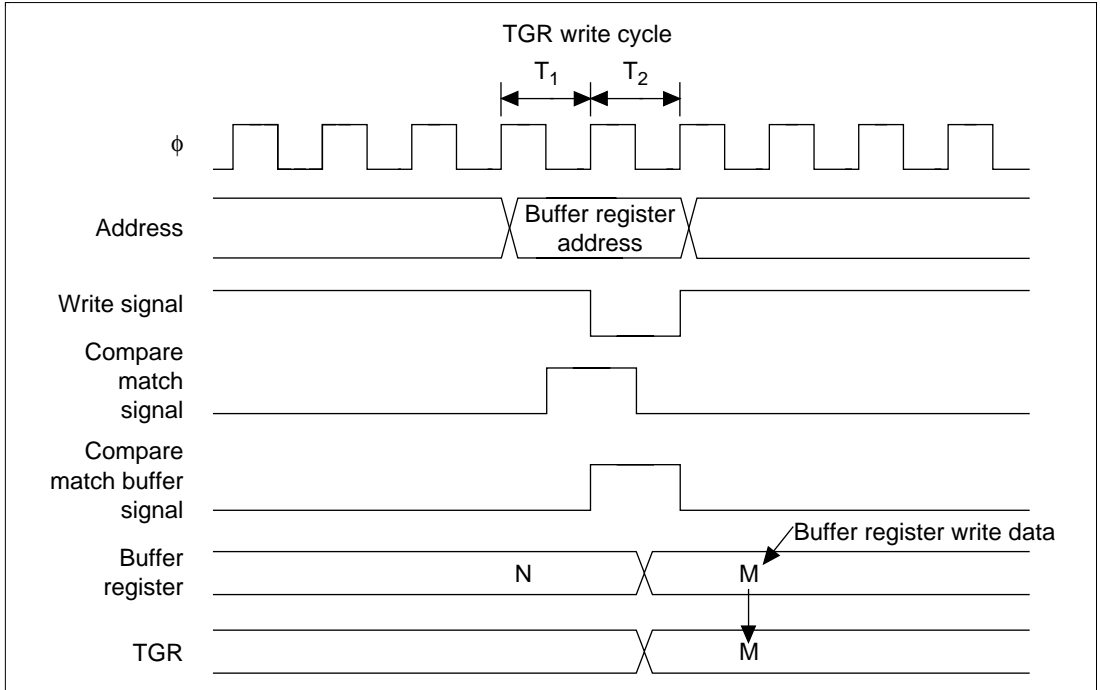 TGR write cycle
T1 T2
ϕ
Address
Buffer register
address
Write signal
Compare
match
signal
Compare
match buffer
signal
Buffer register write data
Buffer
register
N M
TGR
M